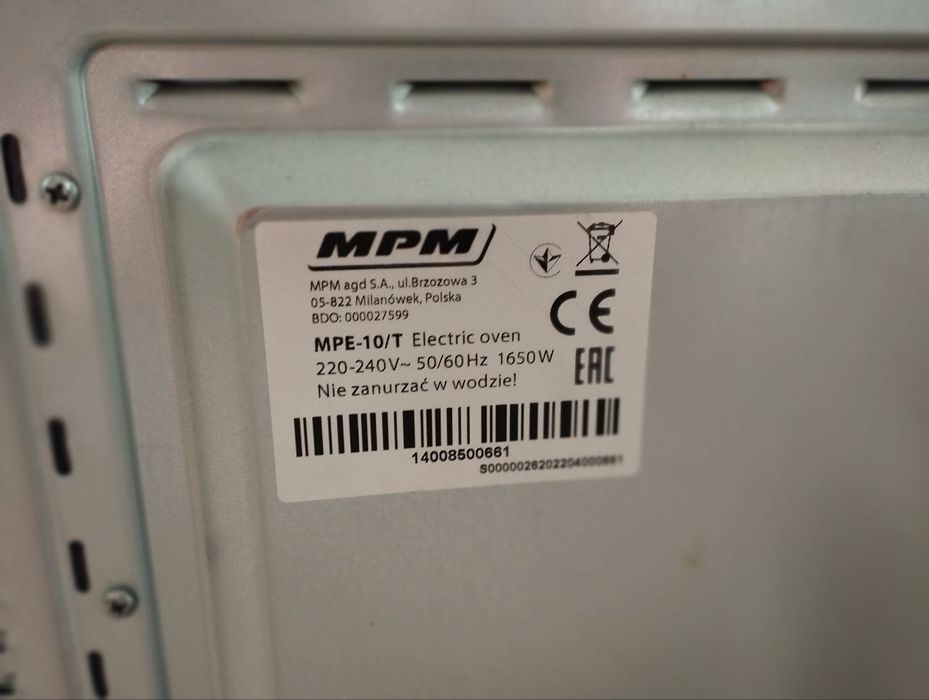 MPM
MPM agd S.A., ul.Brzozowa 3
05-822 Milanówek, Polska
BDO: 000027599
MPE-10/T Electric oven
220-240V~ 50/60Hz 1650W
Nie zanurzać w wodzie!
CE
EAC
14008500661
S0000026202204000661